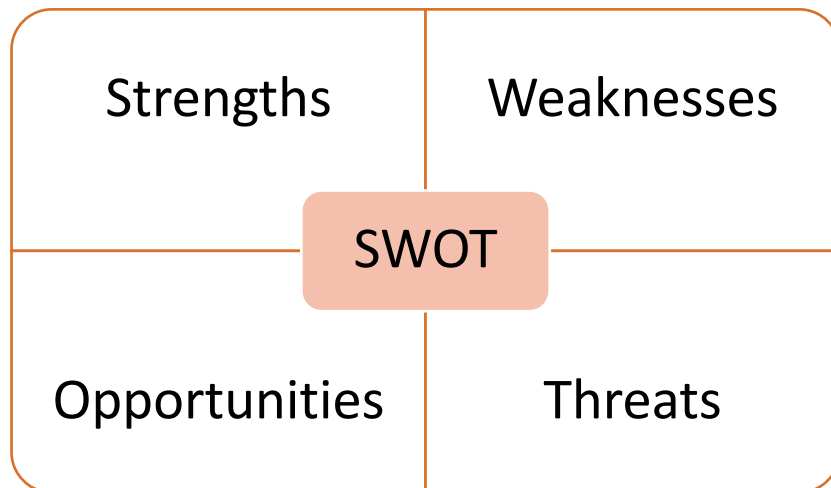 Strengths
Weaknesses
SWOT
Opportunities
Threats